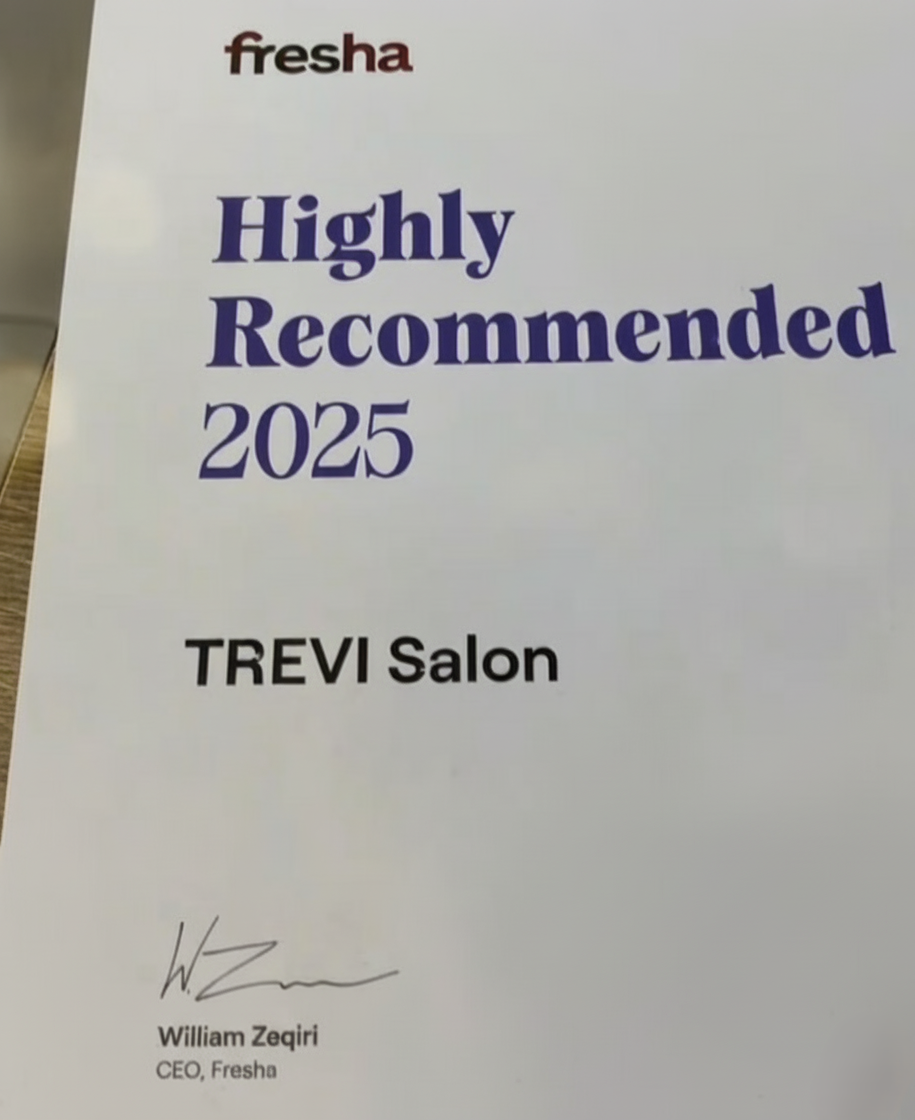 fresha
Highly
Recommended
2025
TREVI Salon
W.Z
William Zeqiri
CEO, Fresha